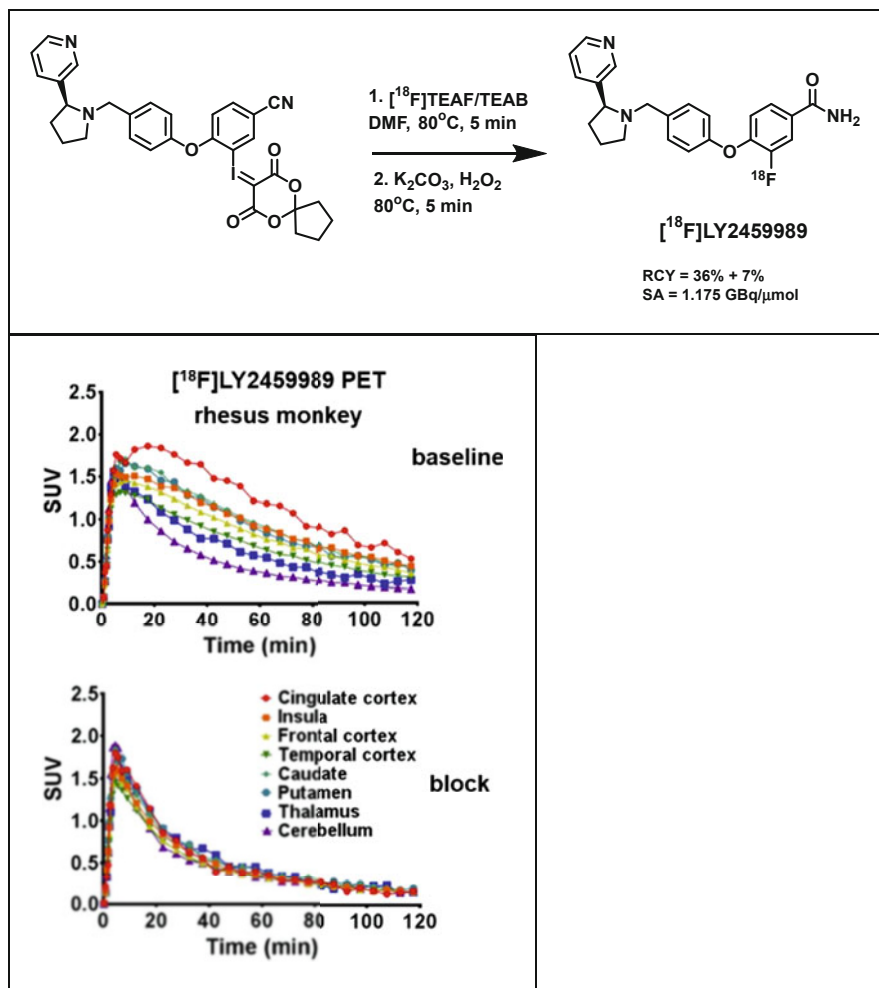 N
N
O
CN
I
O
O
O
O
1. [¹⁸F]TEAF/TEAB
DMF, 80°C, 5 min
2. K₂CO₃, H₂O₂
80°C, 5 min
N
N
O
O
NH₂
¹⁸F
[¹⁸F]LY2459989
RCY = 36% + 7%
SA = 1.175 GBq/μmol
[¹⁸F]LY2459989 PET
rhesus monkey
baseline
SUV
2.5
2.0
1.5
1.0
0.5
0.0
0 20 40 60 80 100 120
Time (min)
block
SUV
2.5
2.0
1.5
1.0
0.5
0.0
Cingulate cortex
Insula
Frontal cortex
Temporal cortex
Caudate
Putamen
Thalamus
Cerebellum
0 20 40 60 80 100 120
Time (min)